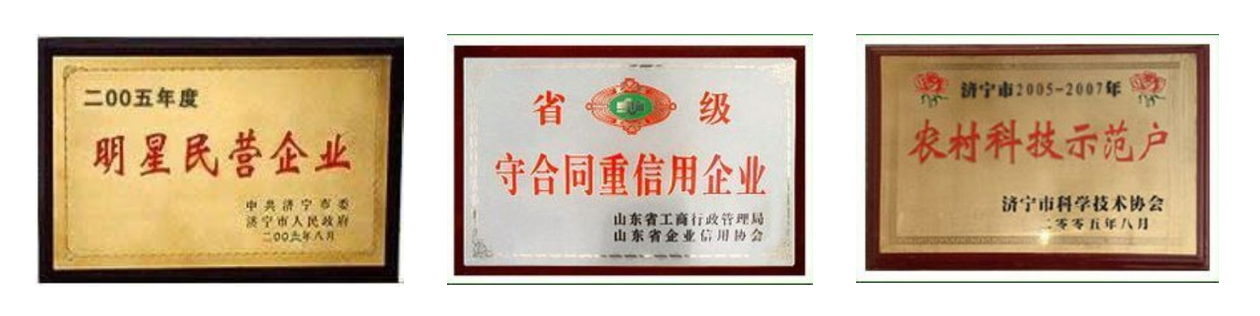 二00五年度
明星民营企业
中共济宁市委
济宁市人民政府
二00六年八月
省 级
守合同重信用企业
山东省工商行政管理局
山东省企业信用协会
济宁市2005-2007年
农村科技示范户
济宁市科学技术协会
二零零五年八月